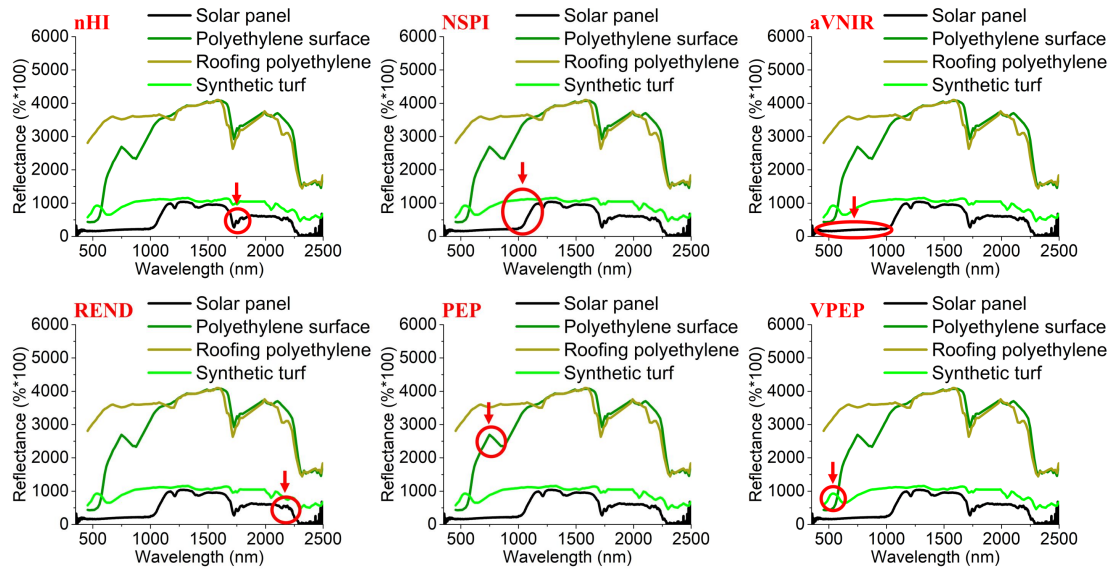 nHI
Solar panel
Polyethylene surface
Roofing polyethylene
Synthetic turf
6000
5000
4000
3000
2000
1000
0
Reflectance (%*100)
500 1000 1500 2000 2500
Wavelength (nm)
NSPI
Solar panel
Polyethylene surface
Roofing polyethylene
Synthetic turf
6000
5000
4000
3000
2000
1000
0
Reflectance (%*100)
500 1000 1500 2000 2500
Wavelength (nm)
aVNIR
Solar panel
Polyethylene surface
Roofing polyethylene
Synthetic turf
6000
5000
4000
3000
2000
1000
0
Reflectance (%*100)
500 1000 1500 2000 2500
Wavelength (nm)
REND
Solar panel
Polyethylene surface
Roofing polyethylene
Synthetic turf
6000
5000
4000
3000
2000
1000
0
Reflectance (%*100)
500 1000 1500 2000 2500
Wavelength (nm)
PEP
Solar panel
Polyethylene surface
Roofing polyethylene
Synthetic turf
6000
5000
4000
3000
2000
1000
0
Reflectance (%*100)
500 1000 1500 2000 2500
Wavelength (nm)
VPEP
Solar panel
Polyethylene surface
Roofing polyethylene
Synthetic turf
6000
5000
4000
3000
2000
1000
0
Reflectance (%*100)
500 1000 1500 2000 2500
Wavelength (nm)